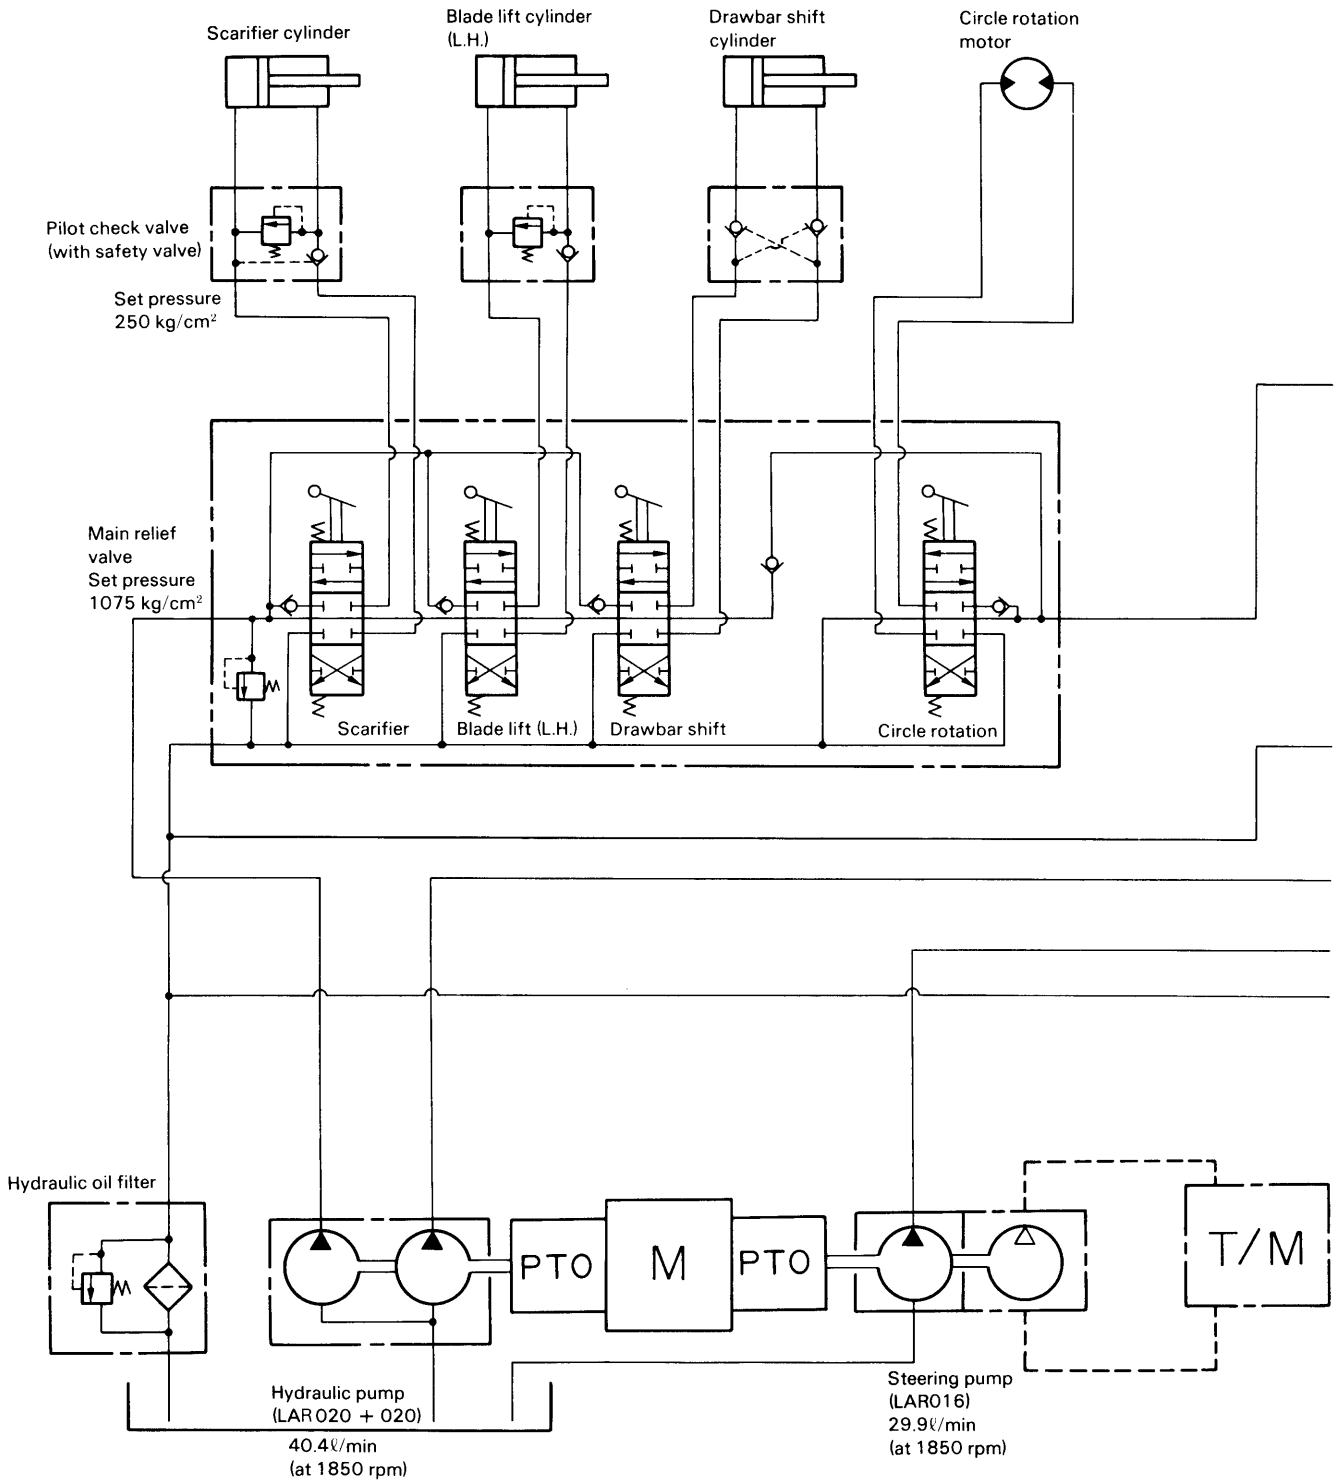 Scarifier cylinder
Blade lift cylinder
(L.H.)
Drawbar shift
cylinder
Circle rotation
motor
Pilot check valve
(with safety valve)
Set pressure
250 kg/cm²
Main relief
valve
Set pressure
1075 kg/cm²
Scarifier
Blade lift (L.H.)
Drawbar shift
Circle rotation
Hydraulic oil filter
PTO
M
PTO
T/M
Hydraulic pump
(LAR020 + 020)
40.4ℓ/min
(at 1850 rpm)
Steering pump
(LAR016)
29.9ℓ/min
(at 1850 rpm)